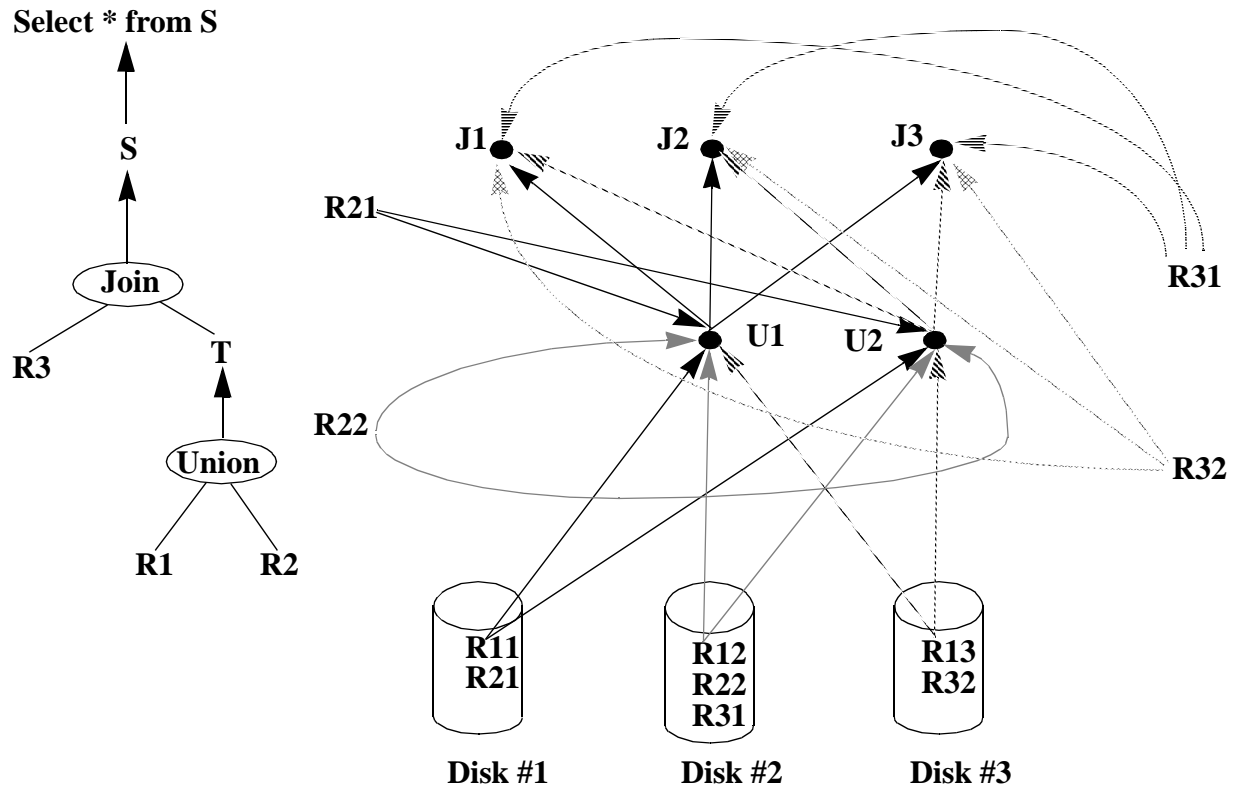 Select * from S
S
Join
R3
T
Union
R1
R2
J1
J2
J3
R21
R31
U1
U2
R22
R32
R11
R21
R12
R22
R31
R13
R32
Disk #1
Disk #2
Disk #3